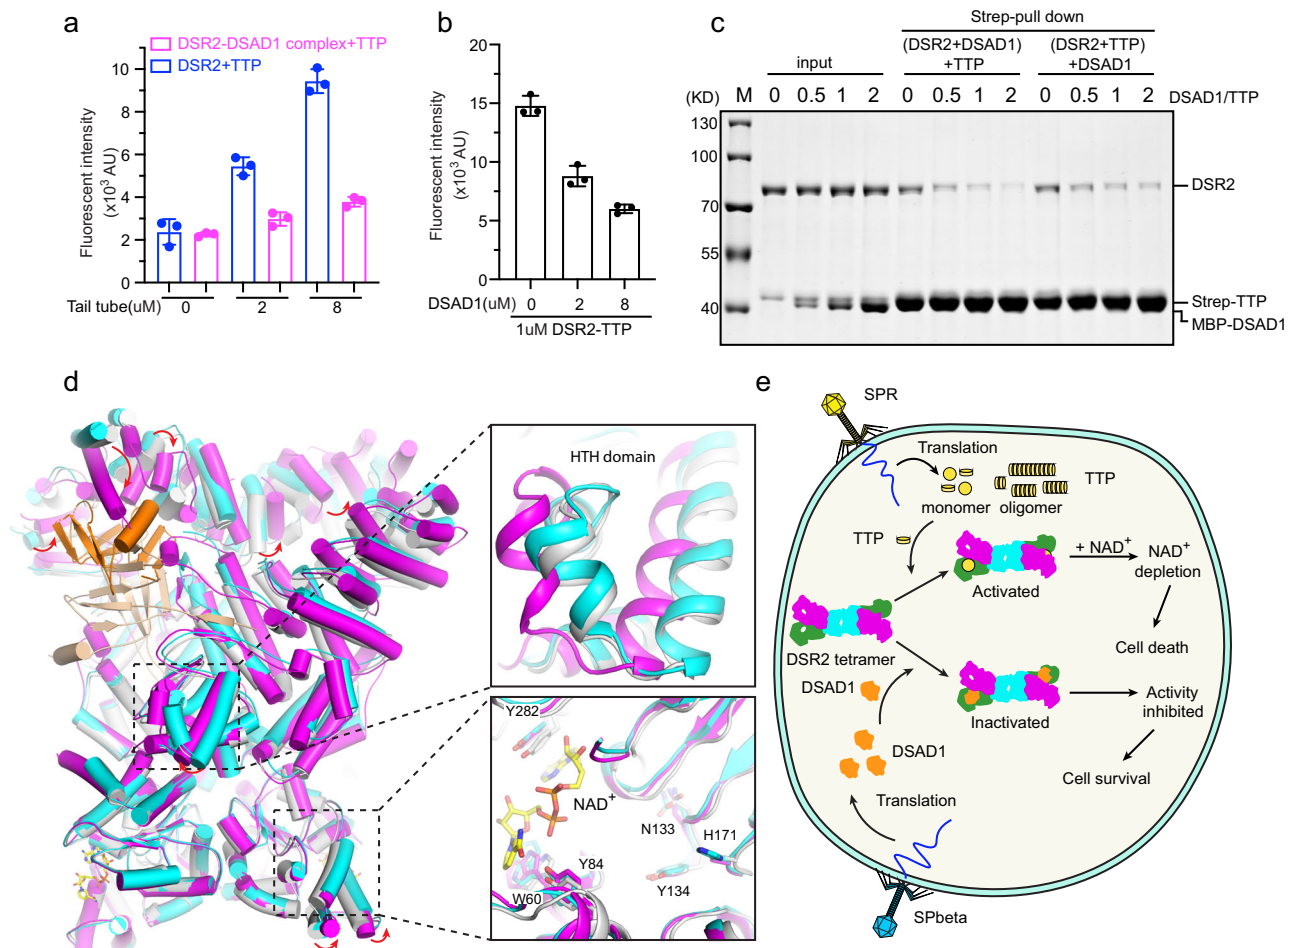 a
DSR2-DSAD1 complex+TTP
DSR2+TTP
Fluorescent intensity
(x10³ AU)
10
8
6
4
2
0
Tail tube(uM)
0
2
8
b
Fluorescent intensity
(x10³ AU)
20
15
10
5
0
DSAD1(uM)
0
2
8
1uM DSR2-TTP
c
Strep-pull down
input
(DSR2+DSAD1)
+TTP
(DSR2+TTP)
+DSAD1
(KD) M 0 0.5 1 2 0 0.5 1 2 0 0.5 1 2 DSAD1/TTP
130
100
70
55
40
DSR2
Strep-TTP
MBP-DSAD1
d
HTH domain
Y282
NAD⁺
N133
H171
Y84
Y134
W60
e
SPR
Translation
TTP
monomer
oligomer
TTP
+ NAD⁺
NAD⁺
depletion
Activated
Cell death
DSR2 tetramer
DSAD1
Inactivated
Activity
inhibited
DSAD1
Cell survival
Translation
SPbeta